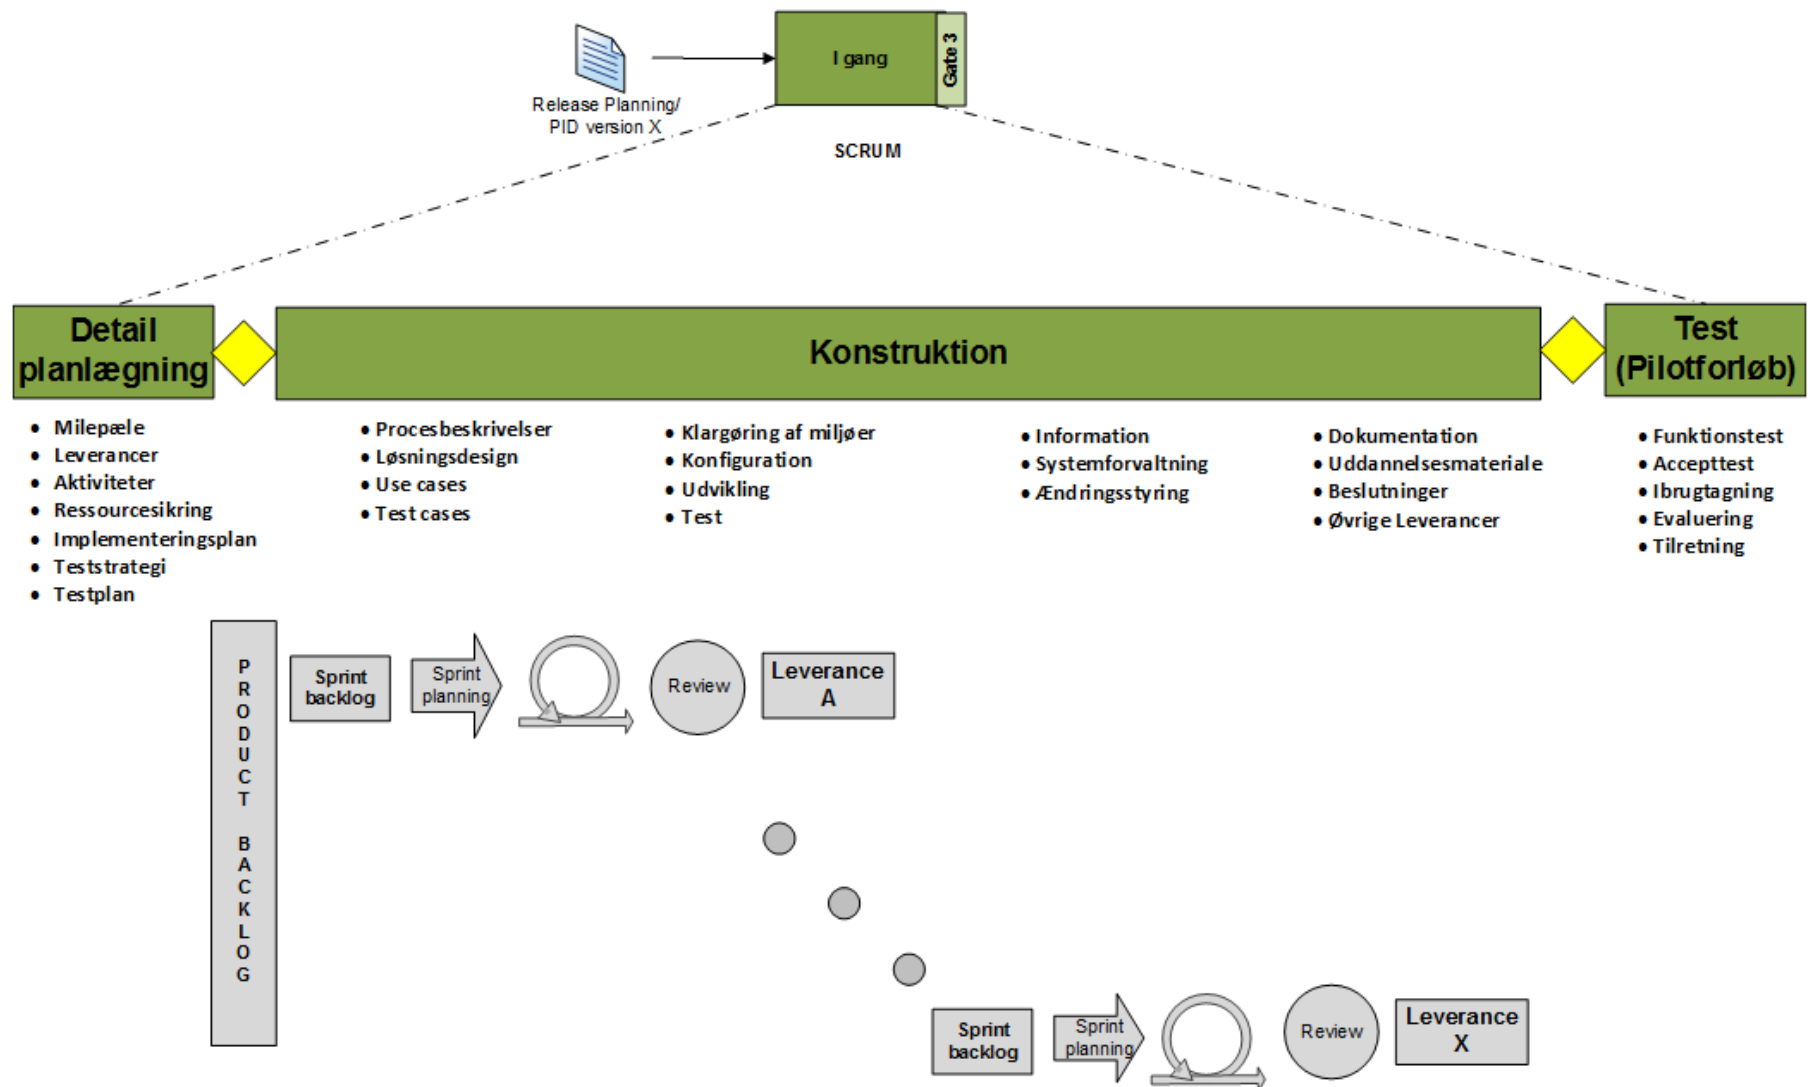 I gang
Gate 3
Release Planning/
PID version X
SCRUM
Detail
planlægning
Konstruktion
Test
(Pilotforløb)
• Milepæle
• Leverancer
• Aktiviteter
• Ressourcesikring
• Implementeringsplan
• Teststrategi
• Testplan
• Procesbeskrivelser
• Løsningsdesign
• Use cases
• Test cases
• Klargøring af miljøer
• Konfiguration
• Udvikling
• Test
• Information
• Systemforvaltning
• Ændringsstyring
• Dokumentation
• Uddannelsesmateriale
• Beslutninger
• Øvrige Leverancer
• Funktionstest
• Accepttest
• Ibrugtagning
• Evaluering
• Tilretning
PRODUCT BACKLOG
Sprint
backlog
Sprint
planning
Review
Leverance
A
Sprint
backlog
Sprint
planning
Review
Leverance
X